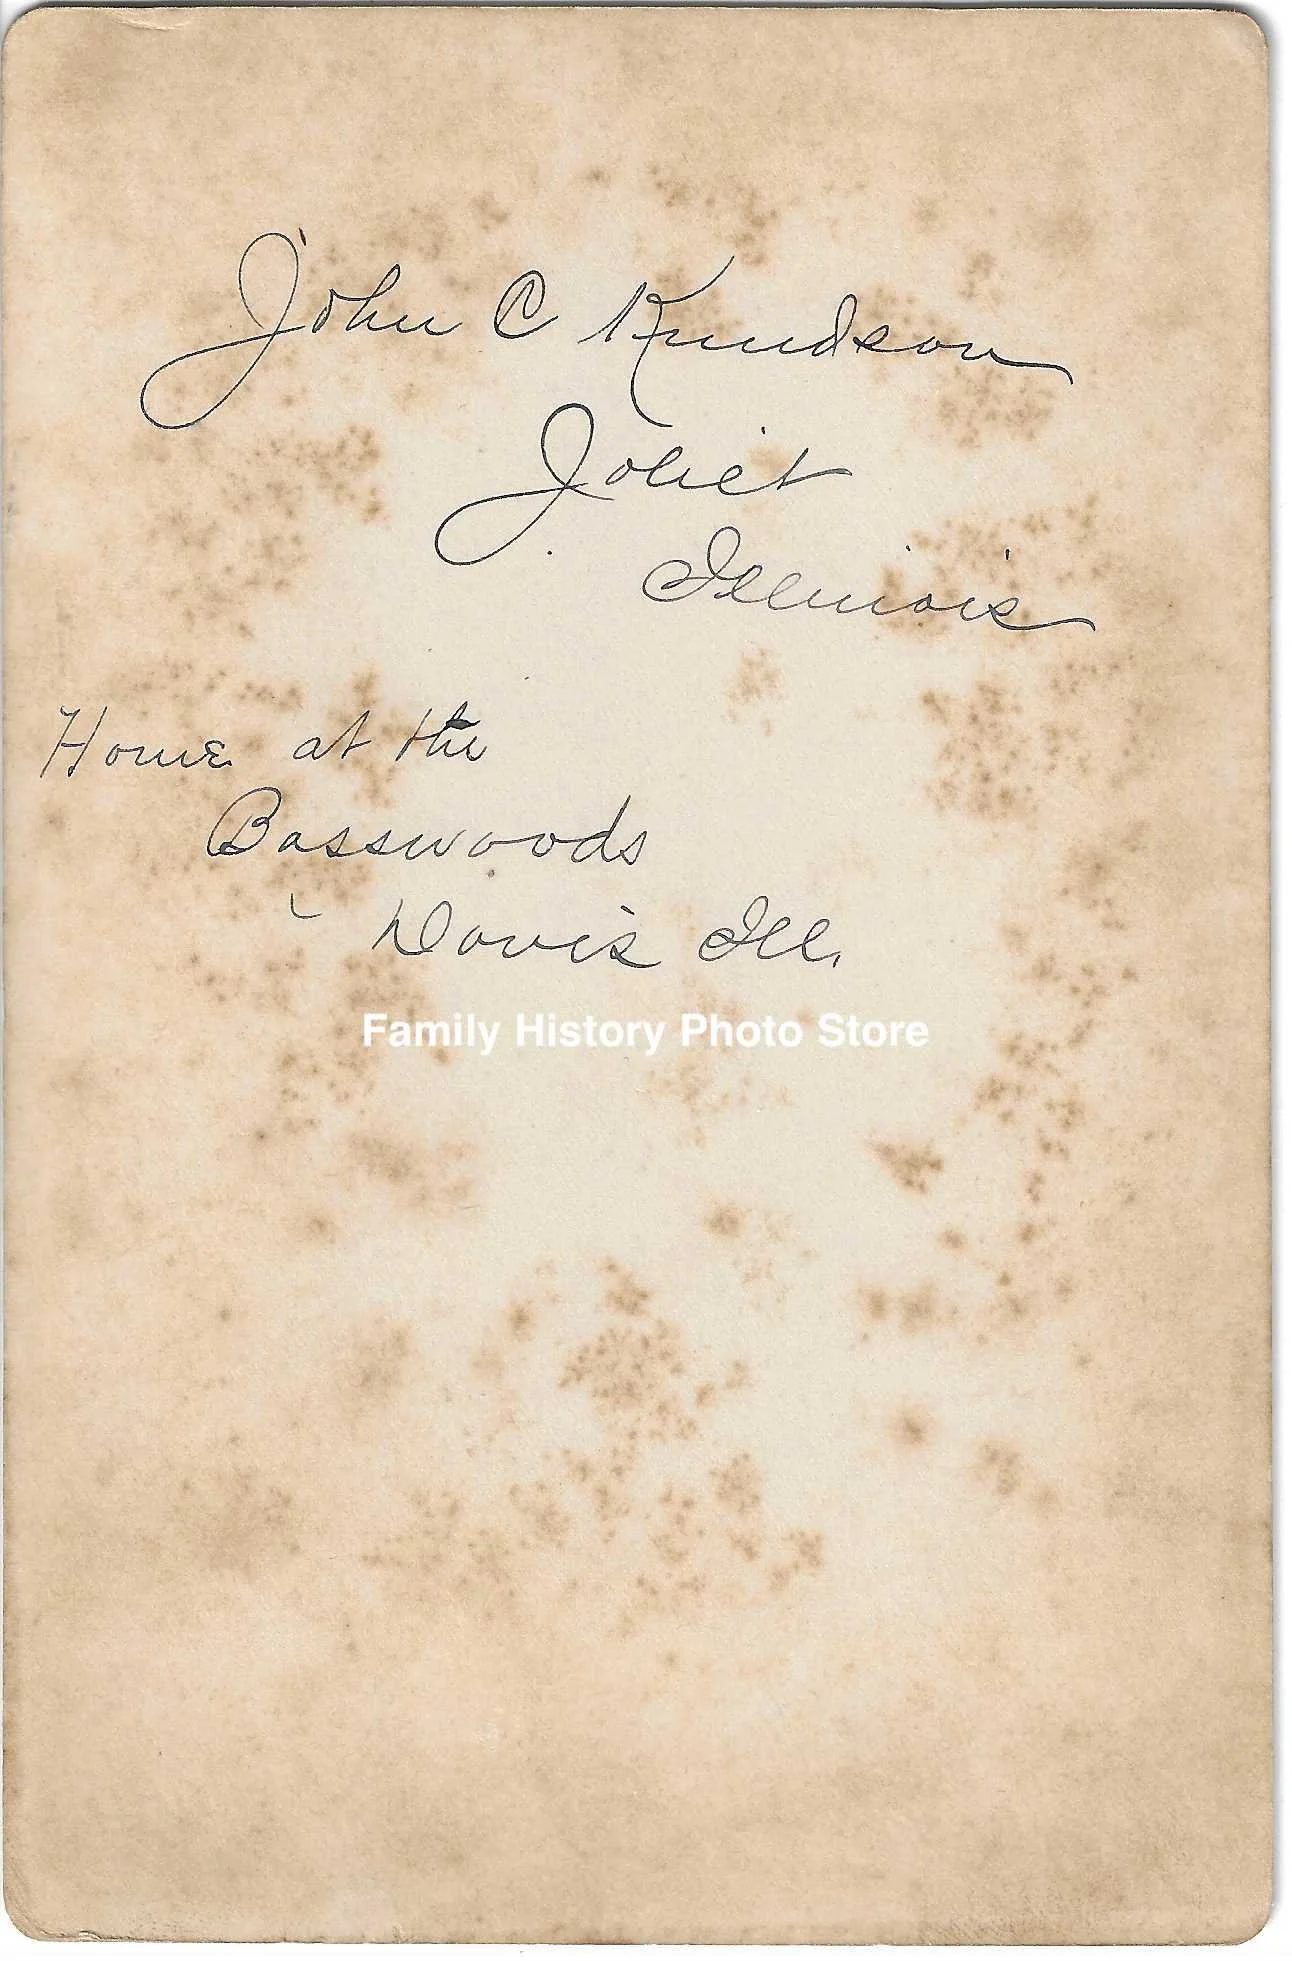 John C Knudson
Joliet
Illinois
Home at the
Basswoods
Davis Ill.
Family History Photo Store